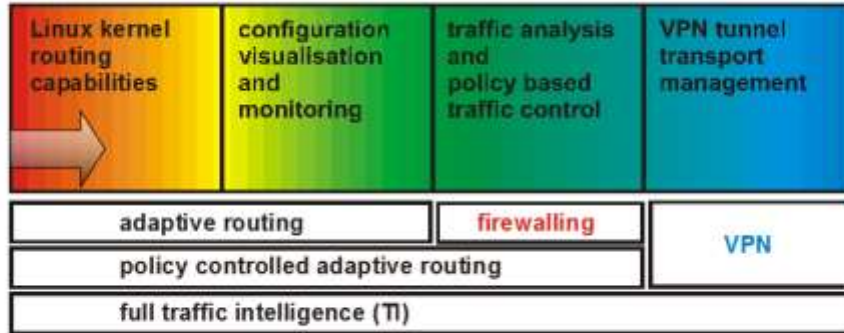 Linux kernel
routing
capabilities
configuration
visualisation
and
monitoring
traffic analysis
and
policy based
traffic control
VPN tunnel
transport
management
adaptive routing
firewalling
VPN
policy controlled adaptive routing
full traffic intelligence (TI)